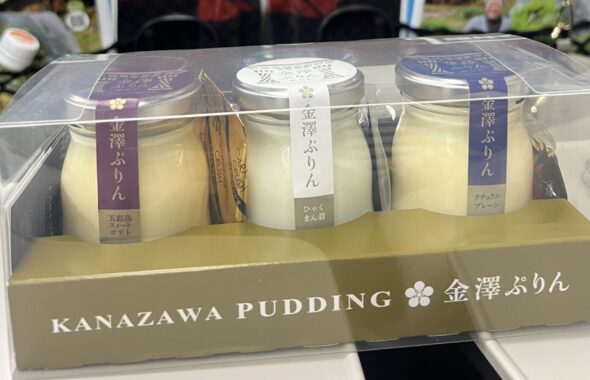 金澤ぷりん
五郎島
スィート
ポテト
金澤ぷりん
ひゃく
まん穀
金澤ぷりん
ナチュラル
プレーン
KANAZAWA PUDDING 金澤ぷりん